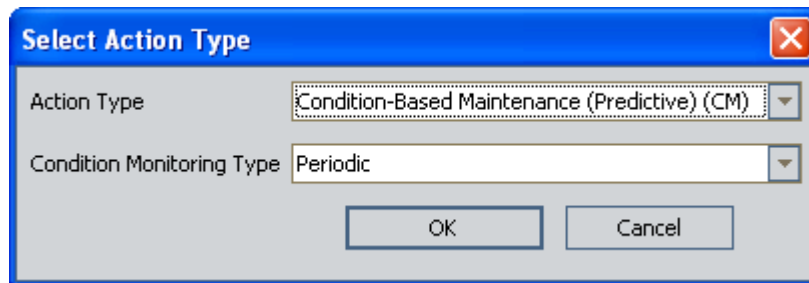 Select Action Type
Action Type Condition-Based Maintenance (Predictive) (CM)
Condition Monitoring Type Periodic
OK Cancel